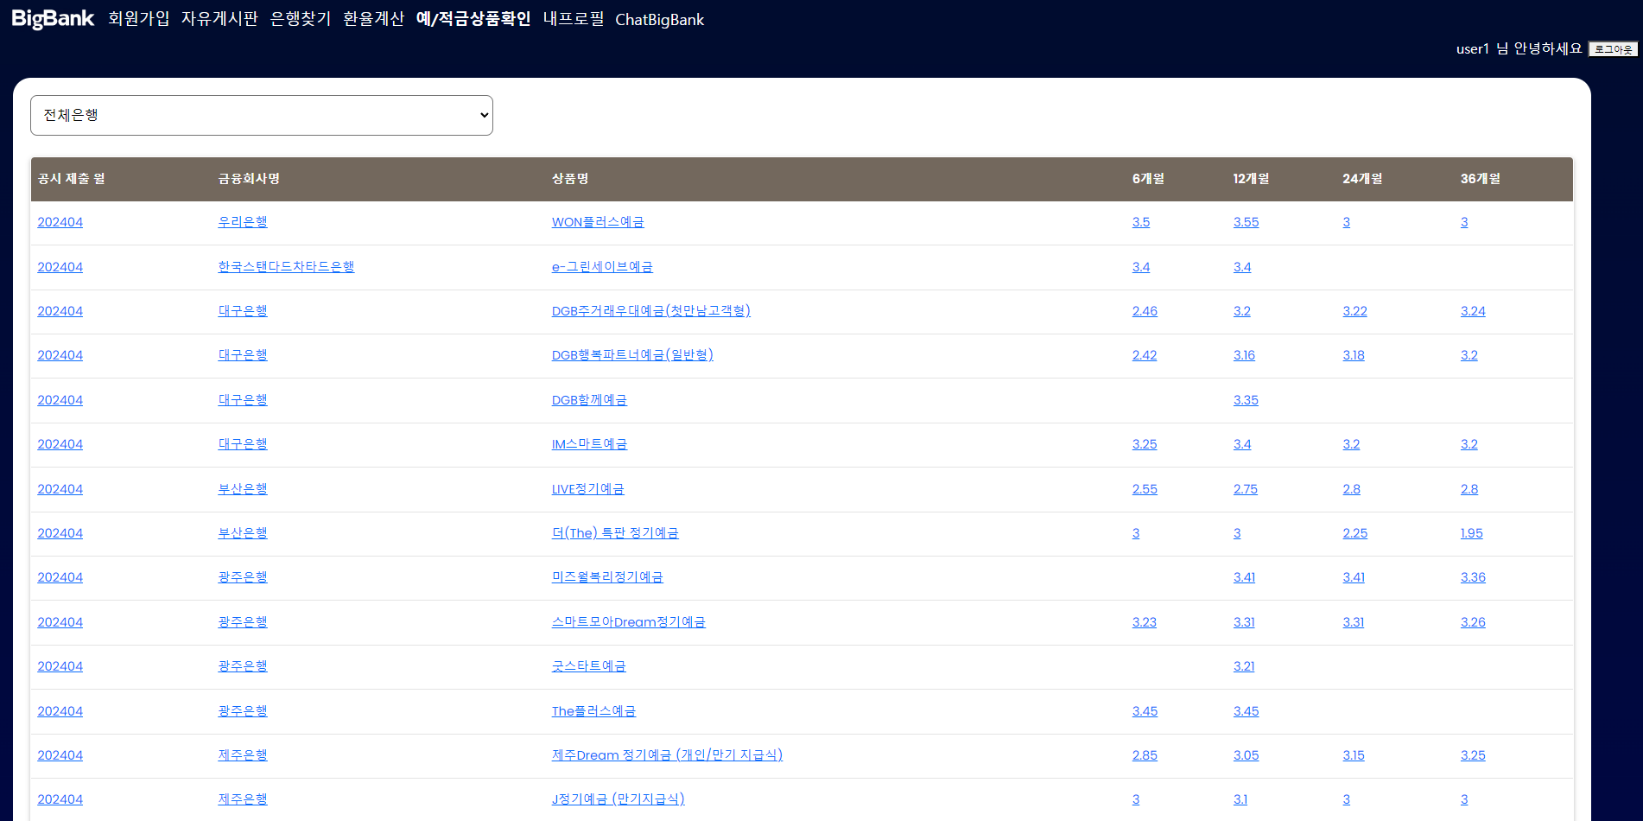 BigBank 회원가입 자유게시판 은행찾기 환율계산 예/적금상품확인 내프로필 ChatBigBank
user1 님 안녕하세요 로그아웃
전체은행
공시 제출 월 금융회사명 상품명 6개월 12개월 24개월 36개월
202404 우리은행 WON플러스예금 3.5 3.55 3 3
202404 한국스탠다드차타드은행 e-그린세이브예금 3.4 3.4
202404 대구은행 DGB주거래우대예금(첫만남고객형) 2.46 3.2 3.22 3.24
202404 대구은행 DGB행복파트너예금(일반형) 2.42 3.16 3.18 3.2
202404 대구은행 DGB함께예금 3.35
202404 대구은행 IM스마트예금 3.25 3.4 3.2 3.2
202404 부산은행 LIVE정기예금 2.55 2.75 2.8 2.8
202404 부산은행 더(The) 특판 정기예금 3 3 2.25 1.95
202404 광주은행 미즈월복리정기예금 3.41 3.41 3.36
202404 광주은행 스마트모아Dream정기예금 3.23 3.31 3.31 3.26
202404 광주은행 굿스타트예금 3.21
202404 광주은행 The플러스예금 3.45 3.45
202404 제주은행 제주Dream 정기예금 (개인/만기 지급식) 2.85 3.05 3.15 3.25
202404 제주은행 J정기예금 (만기지급식) 3 3.1 3 3